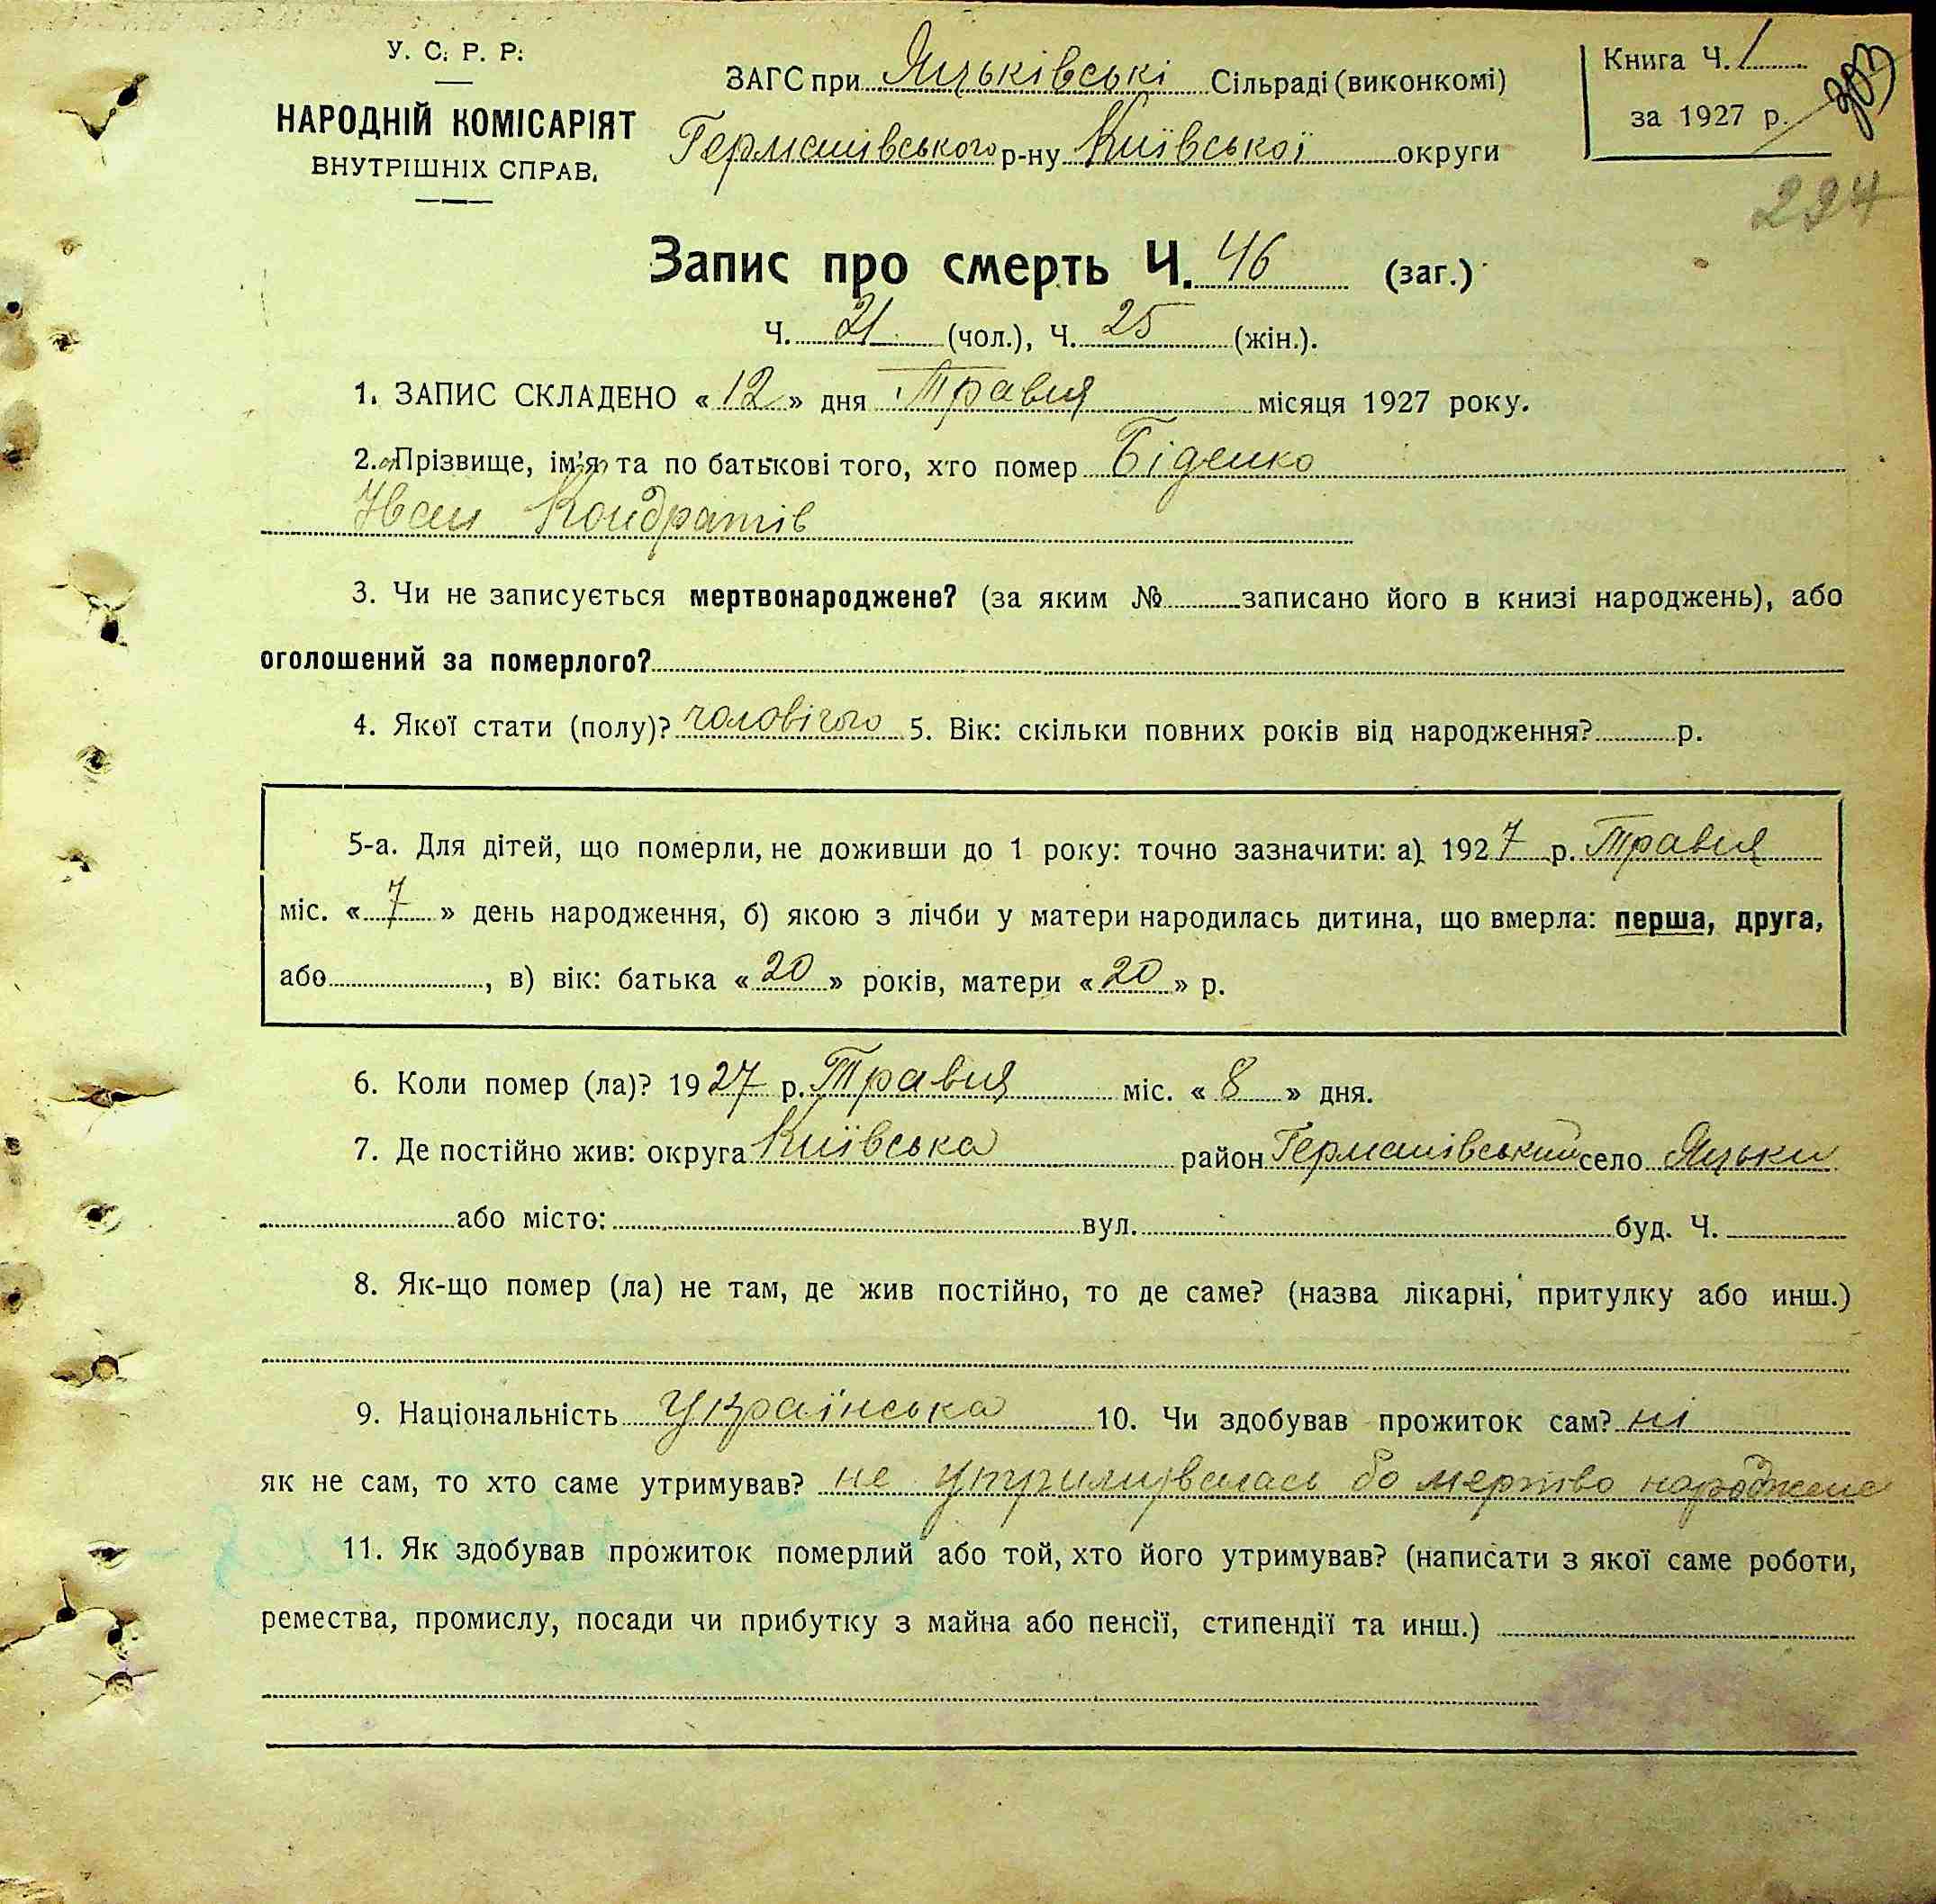 У. С. Р. Р.
НАРОДНІЙ КОМІСАРІЯТ
ВНУТРІШНІХ СПРАВ.
ЗАГС при Яцьківські Сільраді (виконкомі)
Германівського р-ну Київської округи
Книга Ч. 1
за 1927 р.
303
224
Запис про смерть Ч. 46 (заг.)
Ч. 21 (чол.), Ч. 25 (жін.).
1. ЗАПИС СКЛАДЕНО « 12 » дня Травня місяця 1927 року.
2. Прізвище, ім'я та по батькові того, хто помер Біденко
Іван Кондратів
3. Чи не записується мертвонароджене? (за яким № записано його в книзі народжень), або
оголошений за померлого?
4. Якої стати (полу)? чоловічого 5. Вік: скільки повних років від народження? р.
5-а. Для дітей, що померли, не доживши до 1 року: точно зазначити: а) 1927 р. Травня
міс. « 7 » день народження, б) якою з лічби у матери народилась дитина, що вмерла: перша, друга,
або , в) вік: батька « 20 » років, матери « 20 » р.
6. Коли помер (ла)? 1927 р. Травня міс. « 8 » дня.
7. Де постійно жив: округа Київська район Германівський село Яцьки
або місто: вул. буд. Ч.
8. Як-що помер (ла) не там, де жив постійно, то де саме? (назва лікарні, притулку або инш.)
9. Національність Українська 10. Чи здобував прожиток сам? ні
як не сам, то хто саме утримував? не утримувалась бо мертво народжене
11. Як здобував прожиток померлий або той, хто його утримував? (написати з якої саме роботи,
ремества, промислу, посади чи прибутку з майна або пенсії, стипендії та инш.)